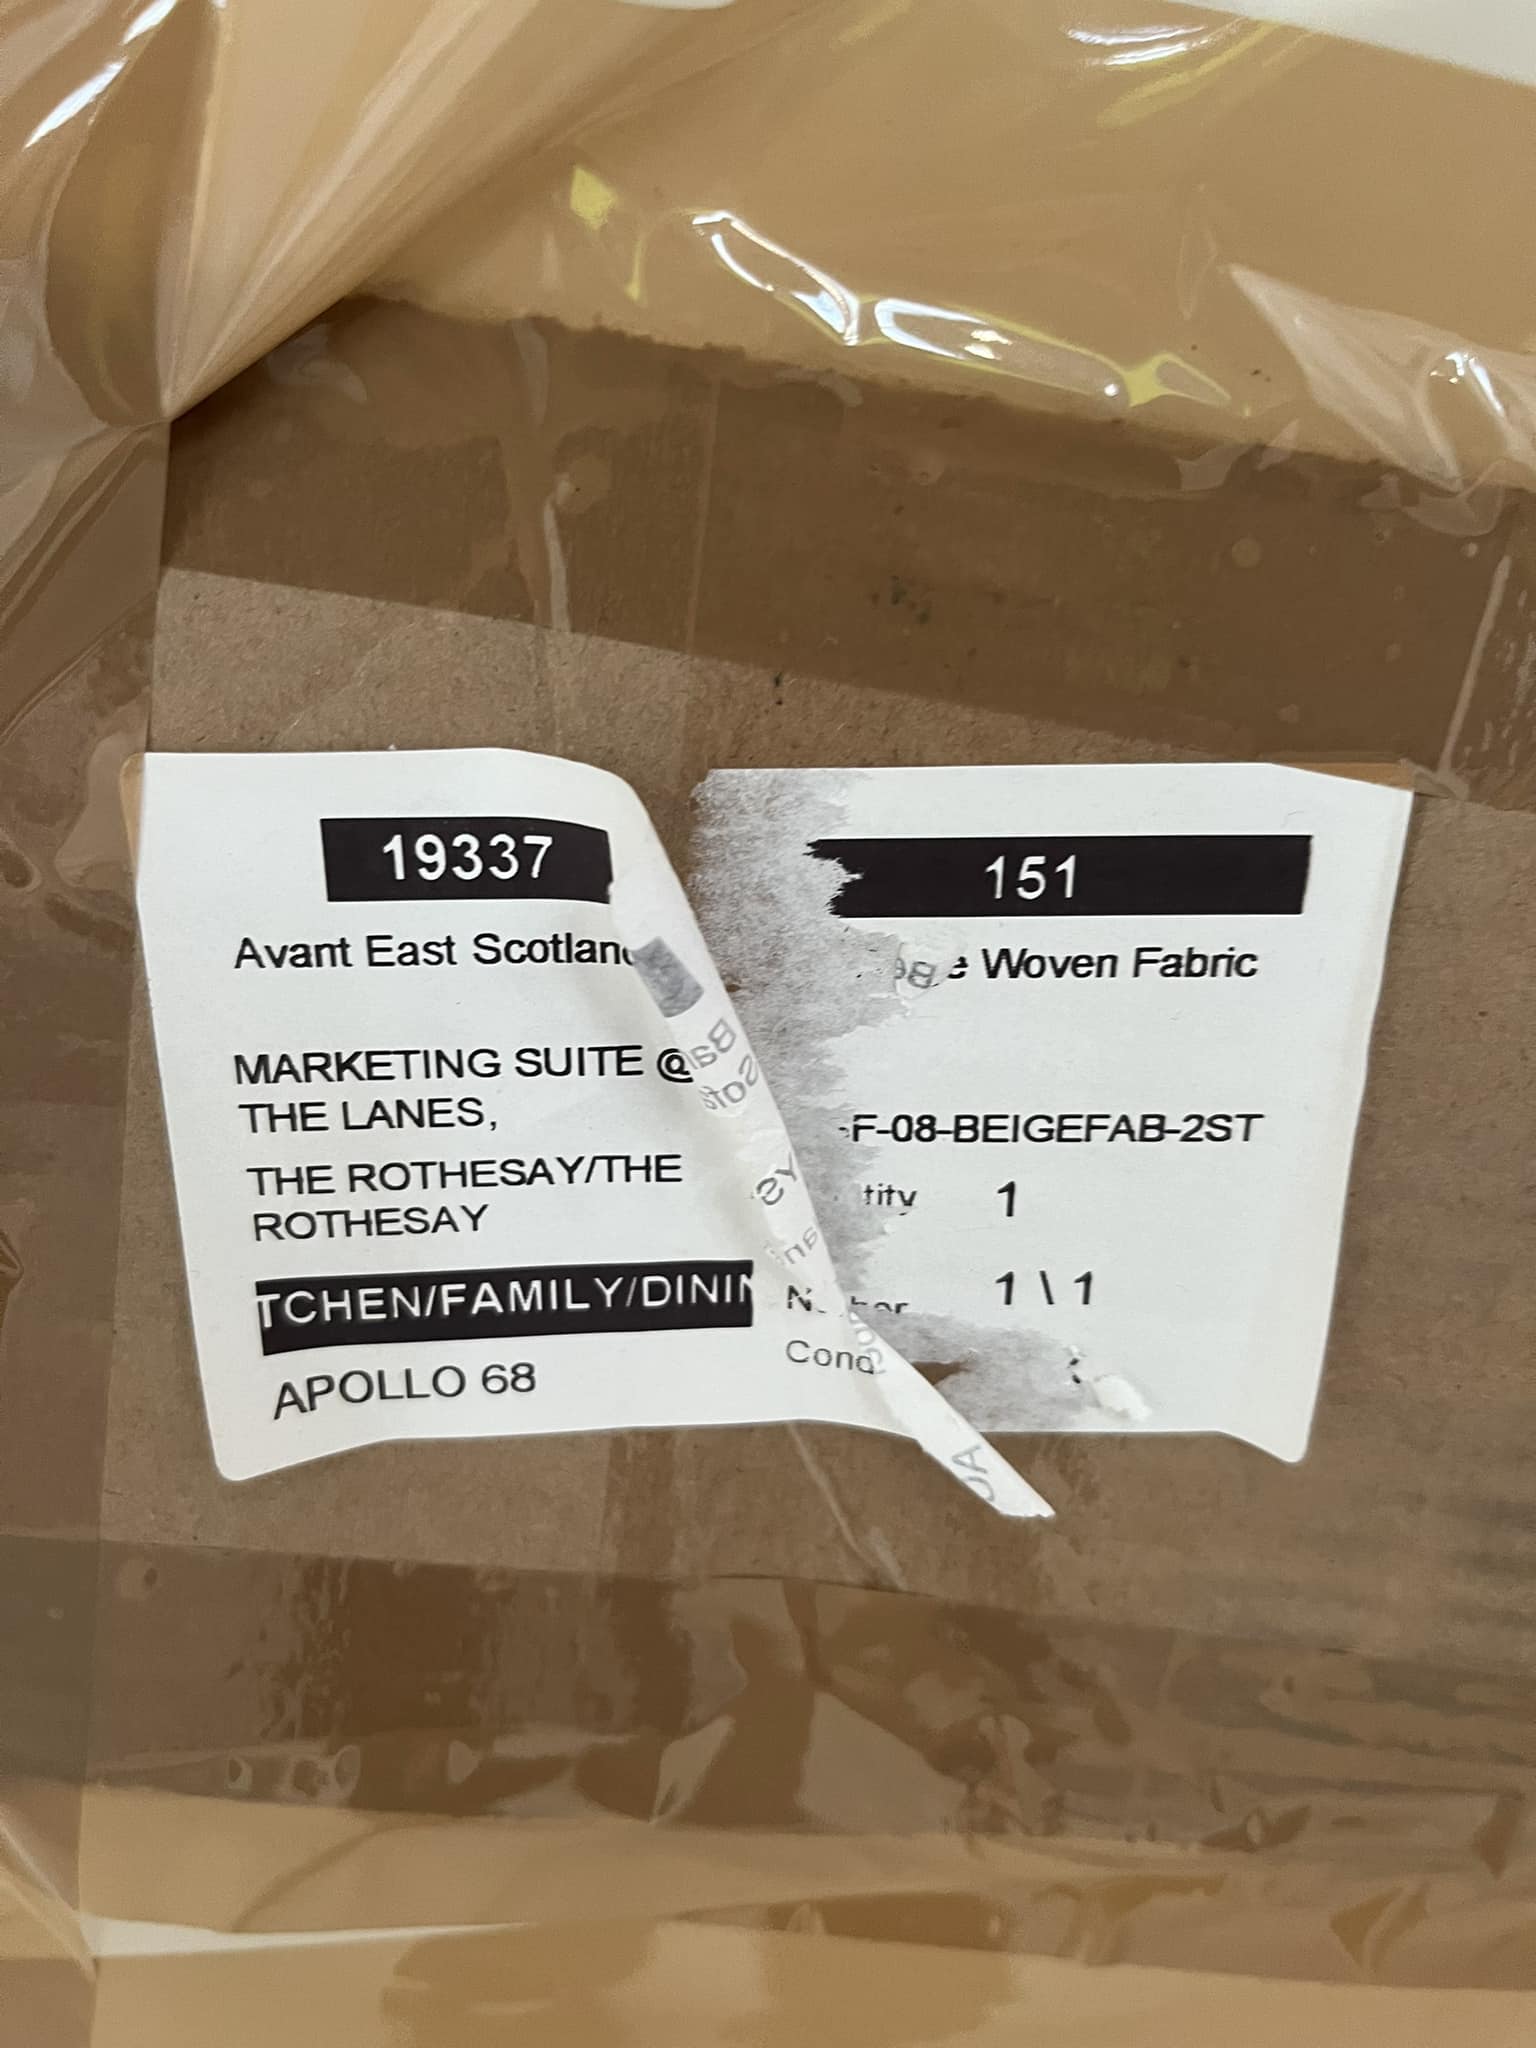 19337
Avant East Scotlan
MARKETING SUITE @
THE LANES,
THE ROTHESAY/THE
ROTHESAY
TCHEN/FAMILY/DINI
APOLLO 68
151
Woven Fabric
F-08-BEIGEFAB-2ST
tity 1
1 \ 1
Cond